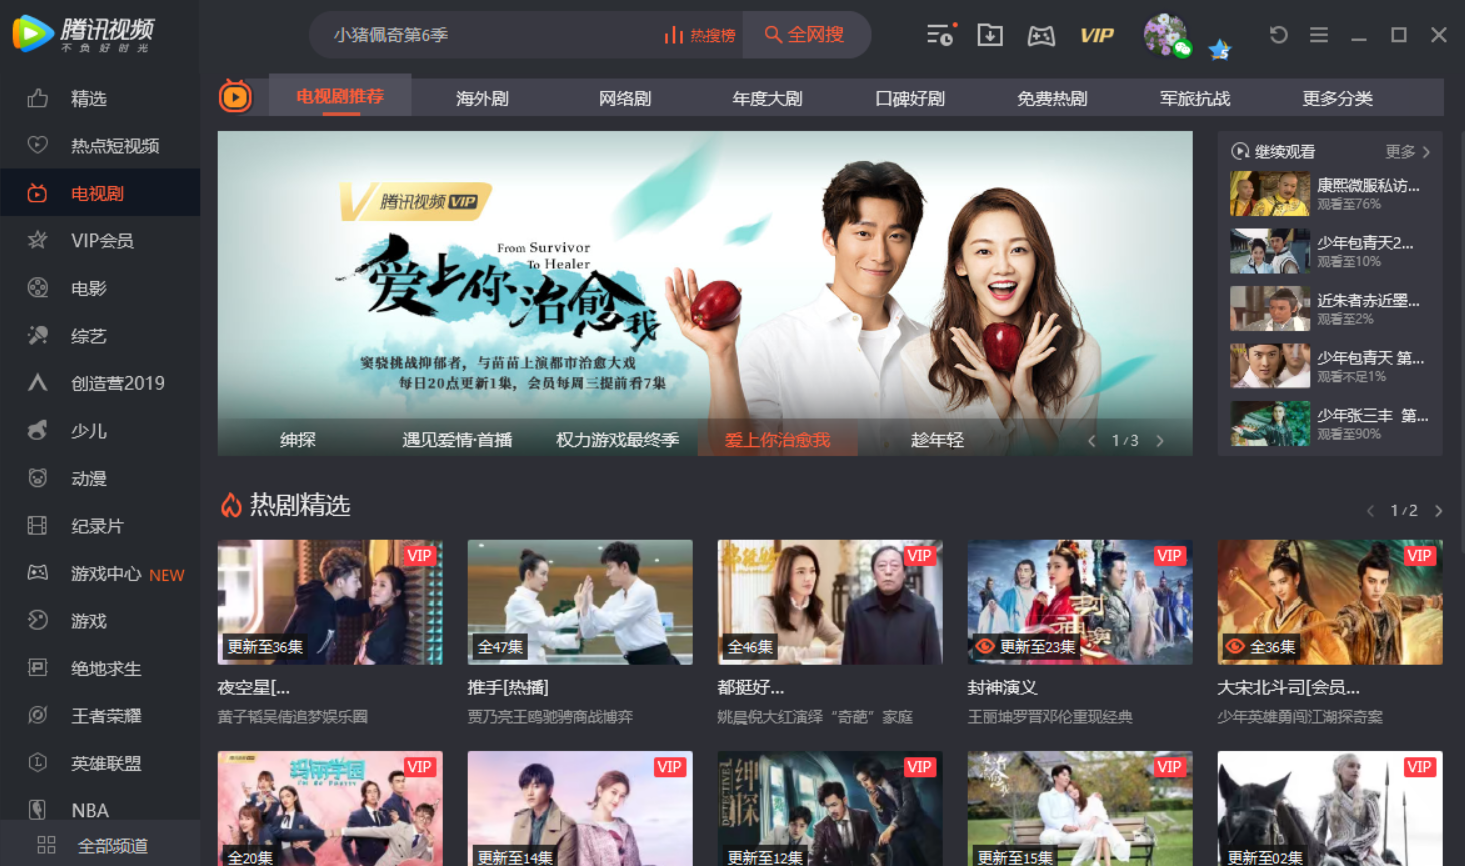 腾讯视频
不负好时光
小猪佩奇第6季
热搜榜
全网搜
VIP
5
精选
热点短视频
电视剧
VIP会员
电影
综艺
创造营2019
少儿
动漫
纪录片
游戏中心 NEW
游戏
绝地求生
王者荣耀
英雄联盟
NBA
全部频道
电视剧推荐
海外剧
网络剧
年度大剧
口碑好剧
免费热剧
军旅抗战
更多分类
腾讯视频 VIP
From Survivor
To Healer
爱上你治愈我
窦骁挑战抑郁者，与苗苗上演都市治愈大戏
每日20点更新1集，会员每周三提前看7集
绅探
遇见爱情·首播
权力游戏最终季
爱上你治愈我
趁年轻
1/3
继续观看
更多
康熙微服私访...
观看至76%
少年包青天2...
观看至10%
近朱者赤近墨...
观看至2%
少年包青天 第...
观看不足1%
少年张三丰 第...
观看至90%
热剧精选
1/2
VIP
更新至36集
夜空星[...
黄子韬吴倩追梦娱乐圈
全47集
推手[热播]
贾乃亮王鸥驰骋商战博弈
都挺好
VIP
全46集
都挺好...
姚晨倪大红演绎“奇葩”家庭
封神演义
VIP
更新至23集
封神演义
王丽坤罗晋邓伦重现经典
VIP
全36集
大宋北斗司[会员...
少年英雄勇闯江湖探奇案
玛丽学园
VIP
全20集
VIP
更新至14集
绅探
DETECTIVE
VIP
更新至12集
VIP
更新至15集
VIP
更新至02集